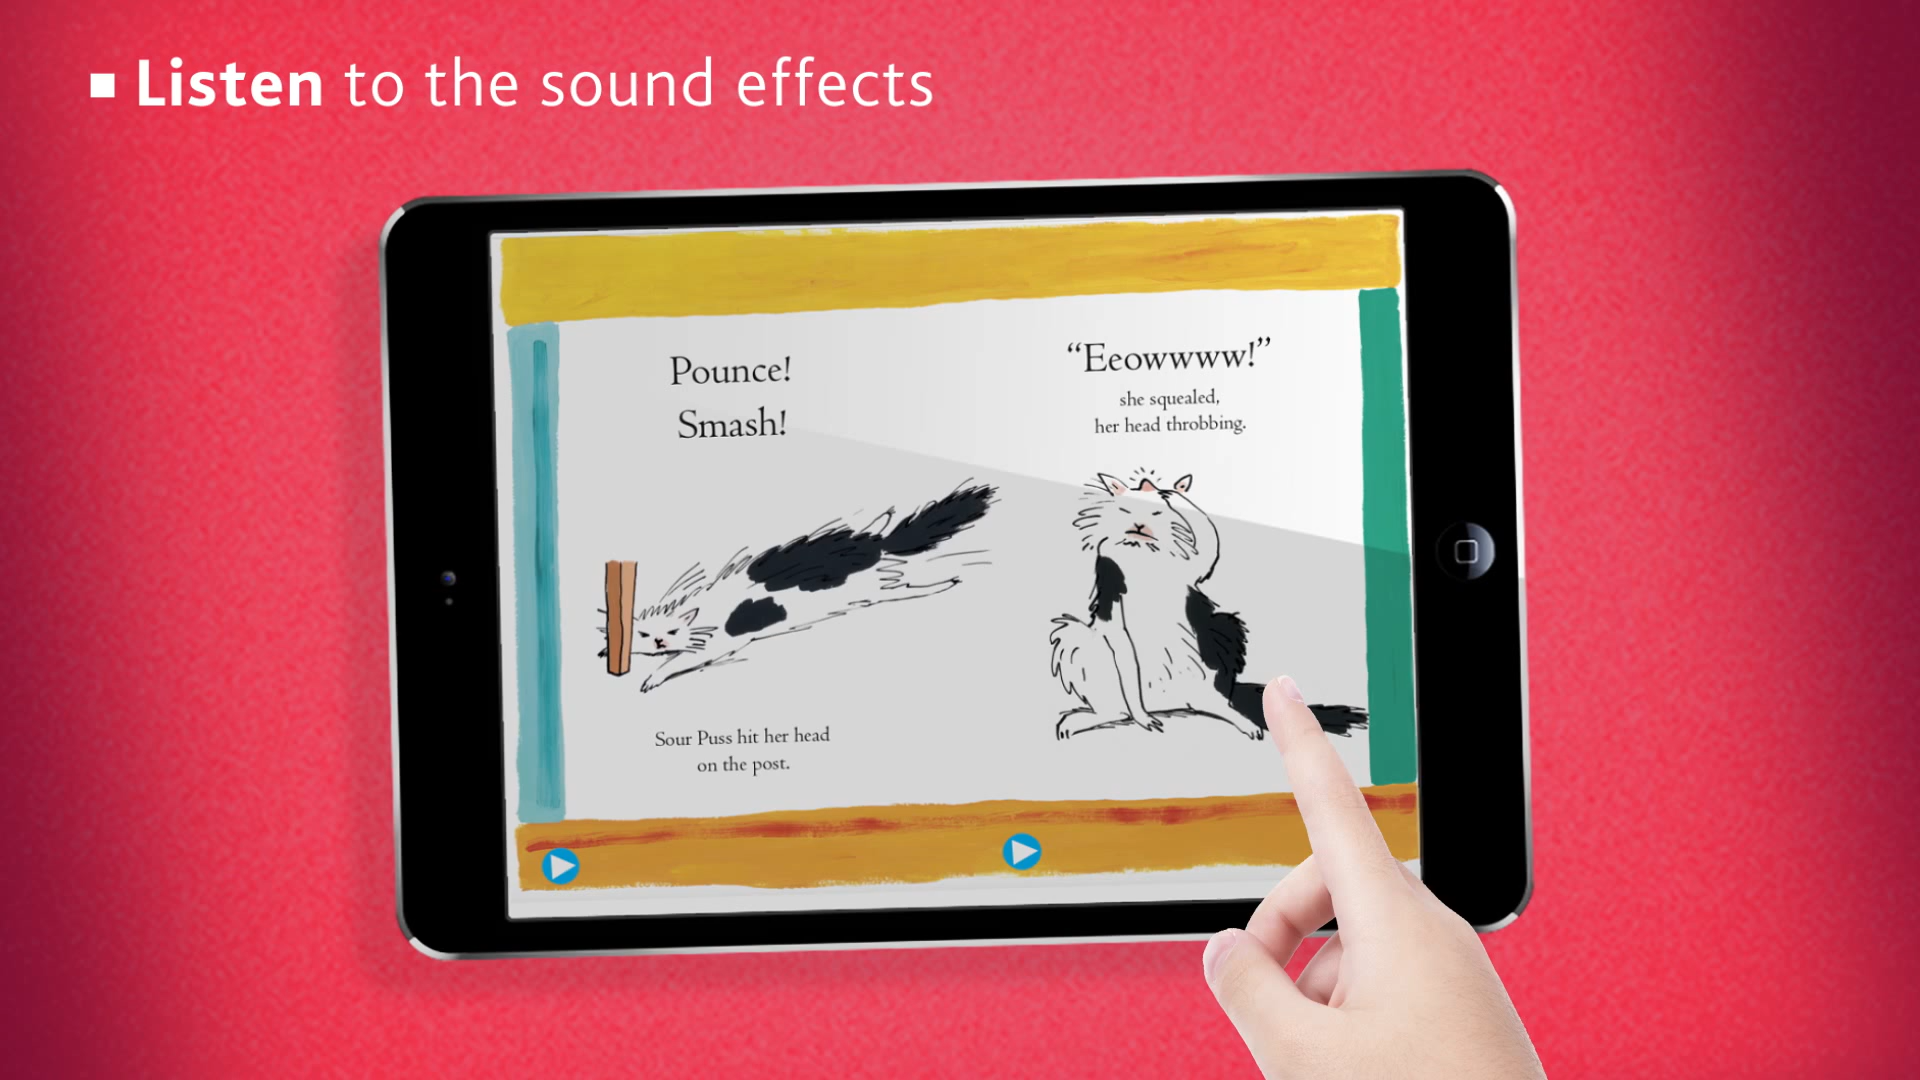 Listen to the sound effects
Pounce!
Smash!
Sour Puss hit her head
on the post.
“Eeowwww!”
she squealed,
her head throbbing.